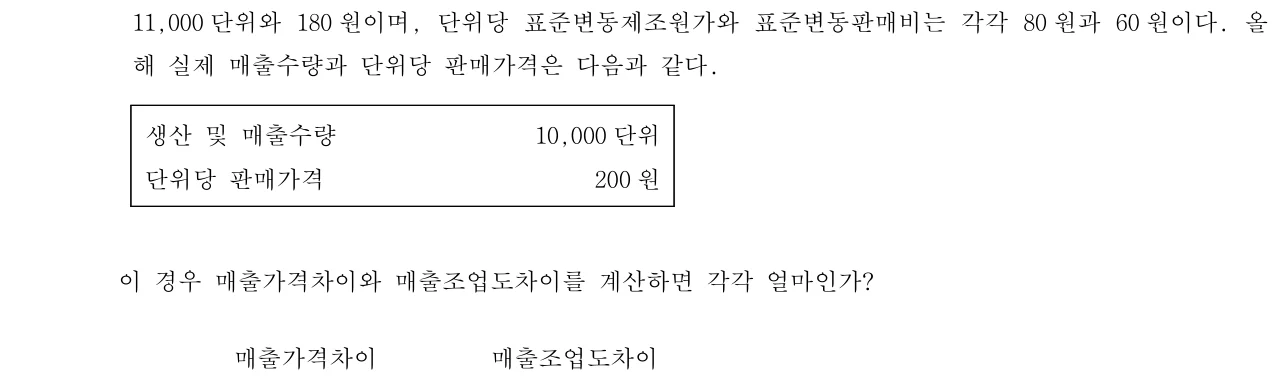 11,000 단위와 180 원이며, 단위당 표준변동제조원가와 표준변동판매비는 각각 80 원과 60 원이다. 올
해 실제 매출수량과 단위당 판매가격은 다음과 같다.
생산 및 매출수량 10,000 단위
단위당 판매가격 200 원
이 경우 매출가격차이와 매출조업도차이를 계산하면 각각 얼마인가?
매출가격차이 매출조업도차이